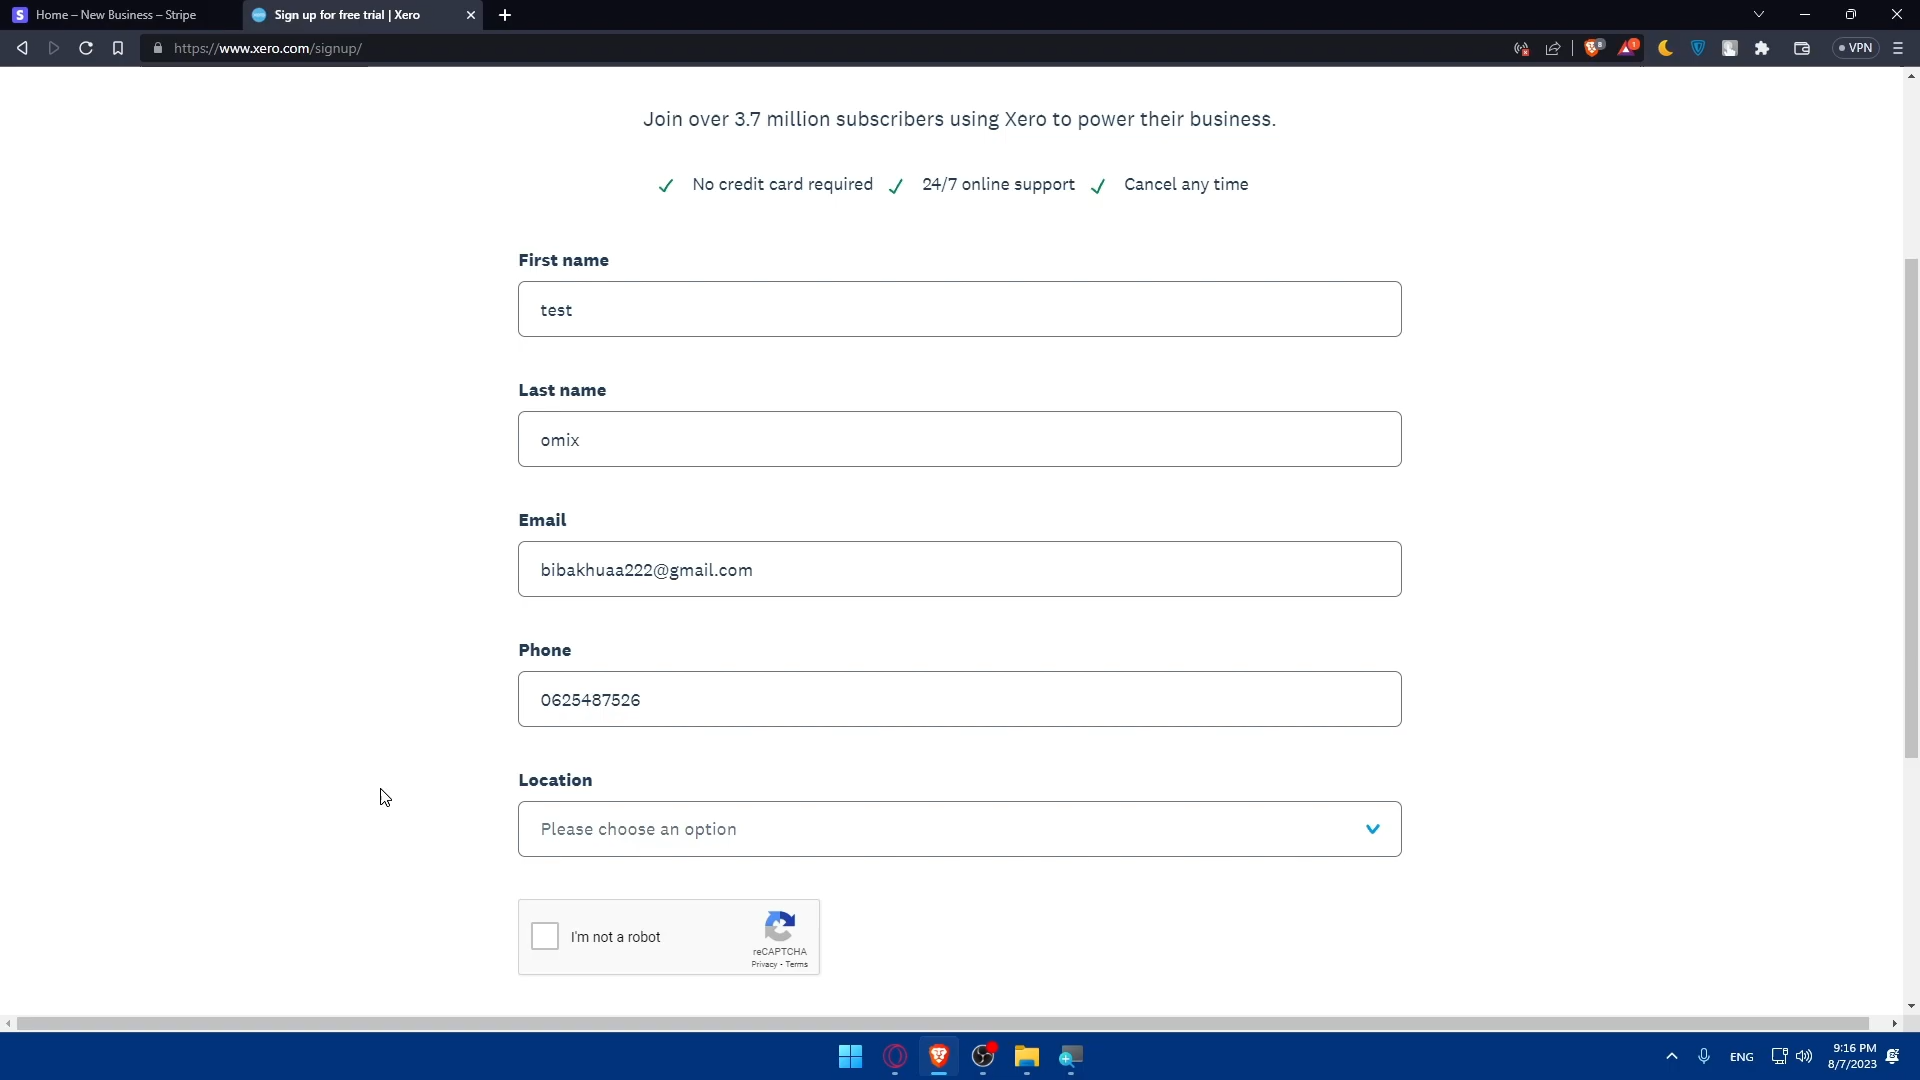 S Home – New Business – Stripe
Sign up for free trial | Xero
https://www.xero.com/signup/
8
1
VPN
Join over 3.7 million subscribers using Xero to power their business.
No credit card required 24/7 online support Cancel any time
First name
test
Last name
omix
Email
bibakhuaa222@gmail.com
Phone
0625487526
Location
Please choose an option
I'm not a robot
reCAPTCHA
Privacy - Terms
ENG
9:16 PM
8/7/2023